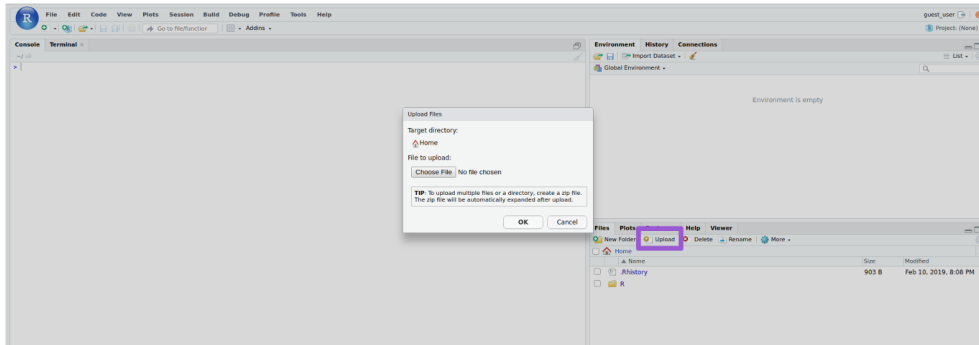 R File Edit Code View Plots Session Build Debug Profile Tools Help guest_user
Go to file/function Addins Project: (None)
Console Terminal
~/
>
Environment History Connections
Import Dataset List
Global Environment
Environment is empty
Upload Files
Target directory:
Home
File to upload:
Choose File No file chosen
TIP: To upload multiple files or a directory, create a zip file.
The zip file will be automatically expanded after upload.
OK Cancel
Files Plots Help Viewer
New Folder Upload Delete Rename More
Home
Name Size Modified
.Rhistory 903 B Feb 10, 2019, 8:08 PM
R